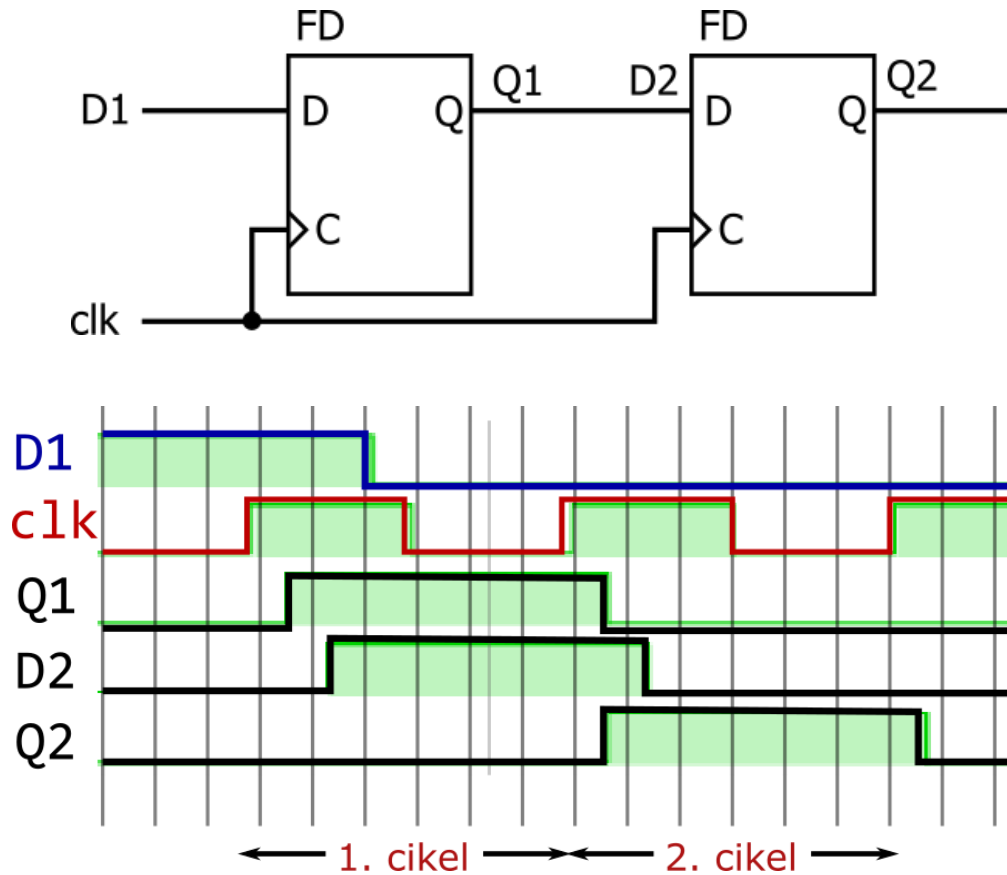 FD FD
Q1 D2 Q2
D1 D Q D Q
C C
clk
D1
clk
Q1
D2
Q2
1. cikel 2. cikel